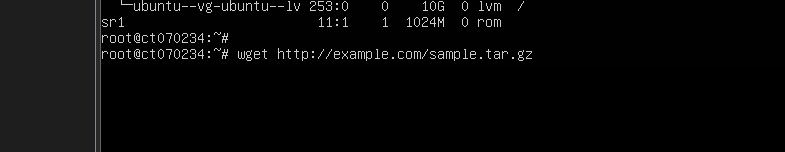 └─ubuntu--vg-ubuntu--lv 253:0 0 10G 0 lvm /
sr1 11:1 1 1024M 0 rom
root@ct070234:~#
root@ct070234:~# wget http://example.com/sample.tar.gz